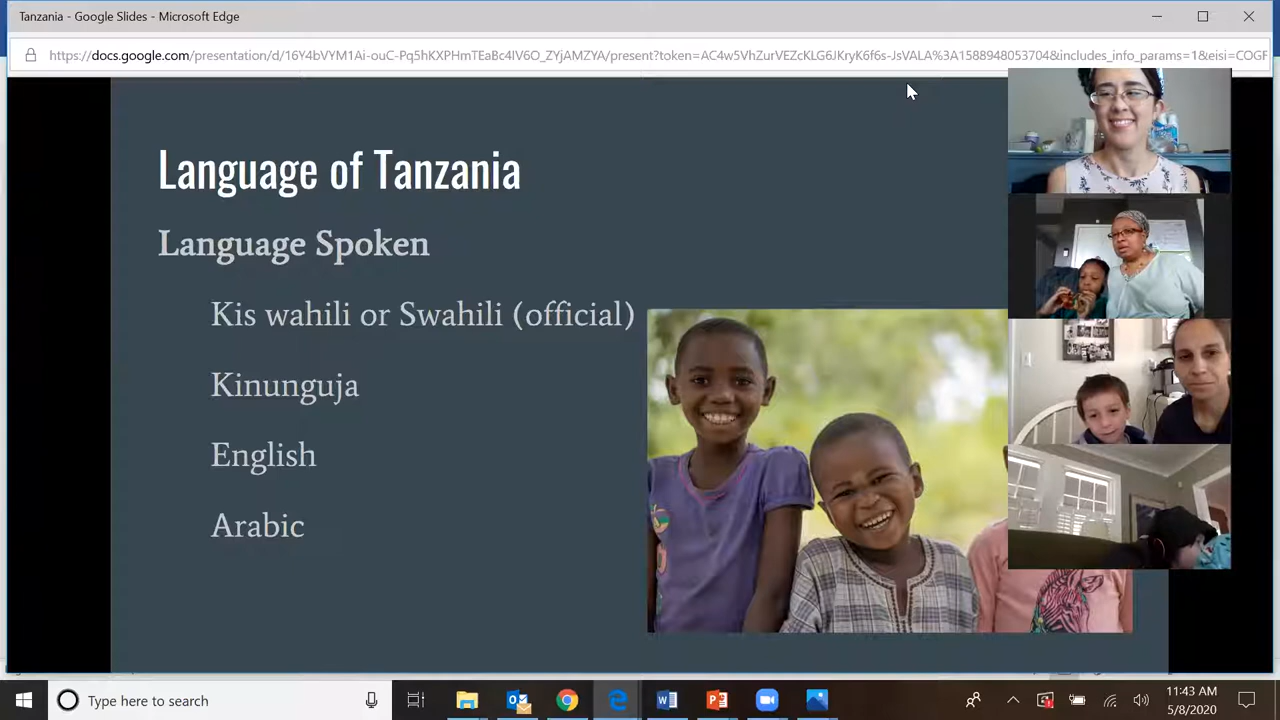 Tanzania - Google Slides - Microsoft Edge
https://docs.google.com/presentation/d/16Y4bVYM1Ai-ouC-Pq5hKXPHmTEaBc4IV6O_ZYjAMZYA/present?token=AC4w5VhZurVEZcKLG6JKryK6f6s-JsVALA%3A1588948053704&includes_info_params=1&eisi=COGF
Language of Tanzania
Language Spoken
Kis wahili or Swahili (official)
Kinunguja
English
Arabic
Type here to search
11:43 AM
5/8/2020